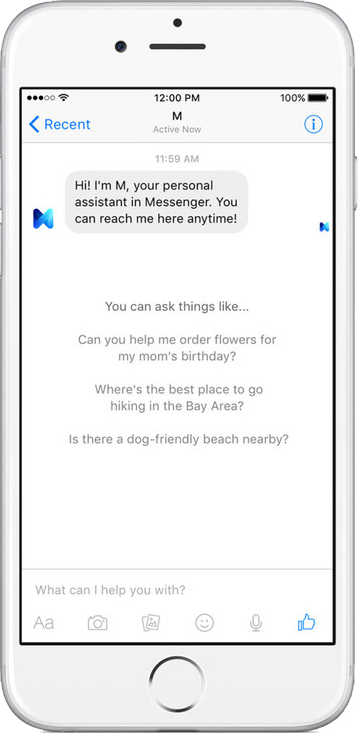 12:00 PM
100%
Recent
M
Active Now
11:59 AM
Hi! I'm M, your personal
assistant in Messenger. You
can reach me here anytime!
You can ask things like...
Can you help me order flowers for
my mom's birthday?
Where's the best place to go
hiking in the Bay Area?
Is there a dog-friendly beach nearby?
What can I help you with?
Aa